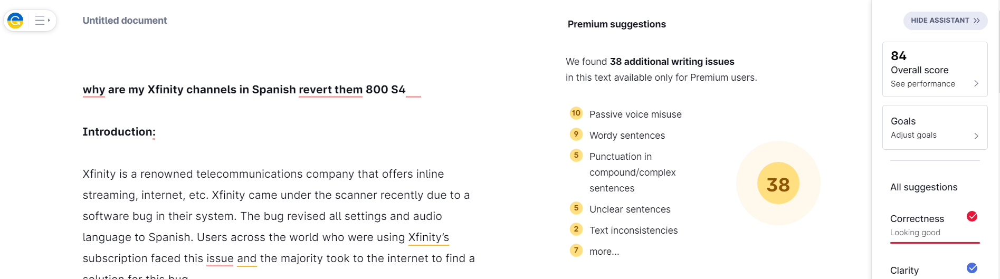 Untitled document
why are my Xfinity channels in Spanish revert them 800 S4
Introduction:
Xfinity is a renowned telecommunications company that offers inline
streaming, internet, etc. Xfinity came under the scanner recently due to a
software bug in their system. The bug revised all settings and audio
language to Spanish. Users across the world who were using Xfinity’s
subscription faced this issue and the majority took to the internet to find a
solution for this bug.
Premium suggestions
We found 38 additional writing issues
in this text available only for Premium users.
10 Passive voice misuse
9 Wordy sentences
5 Punctuation in
compound/complex
sentences
5 Unclear sentences
2 Text inconsistencies
7 more...
38
HIDE ASSISTANT
84
Overall score
See performance
Goals
Adjust goals
All suggestions
Correctness
Looking good
Clarity